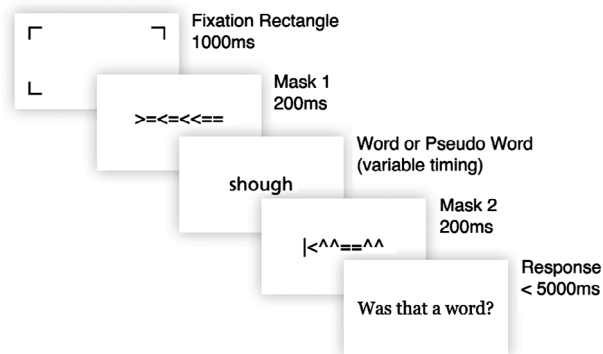 Fixation Rectangle
1000ms
Mask 1
200ms
>=<=<<==
Word or Pseudo Word
(variable timing)
shough
Mask 2
200ms
|<^^==^^
Response
< 5000ms
Was that a word?